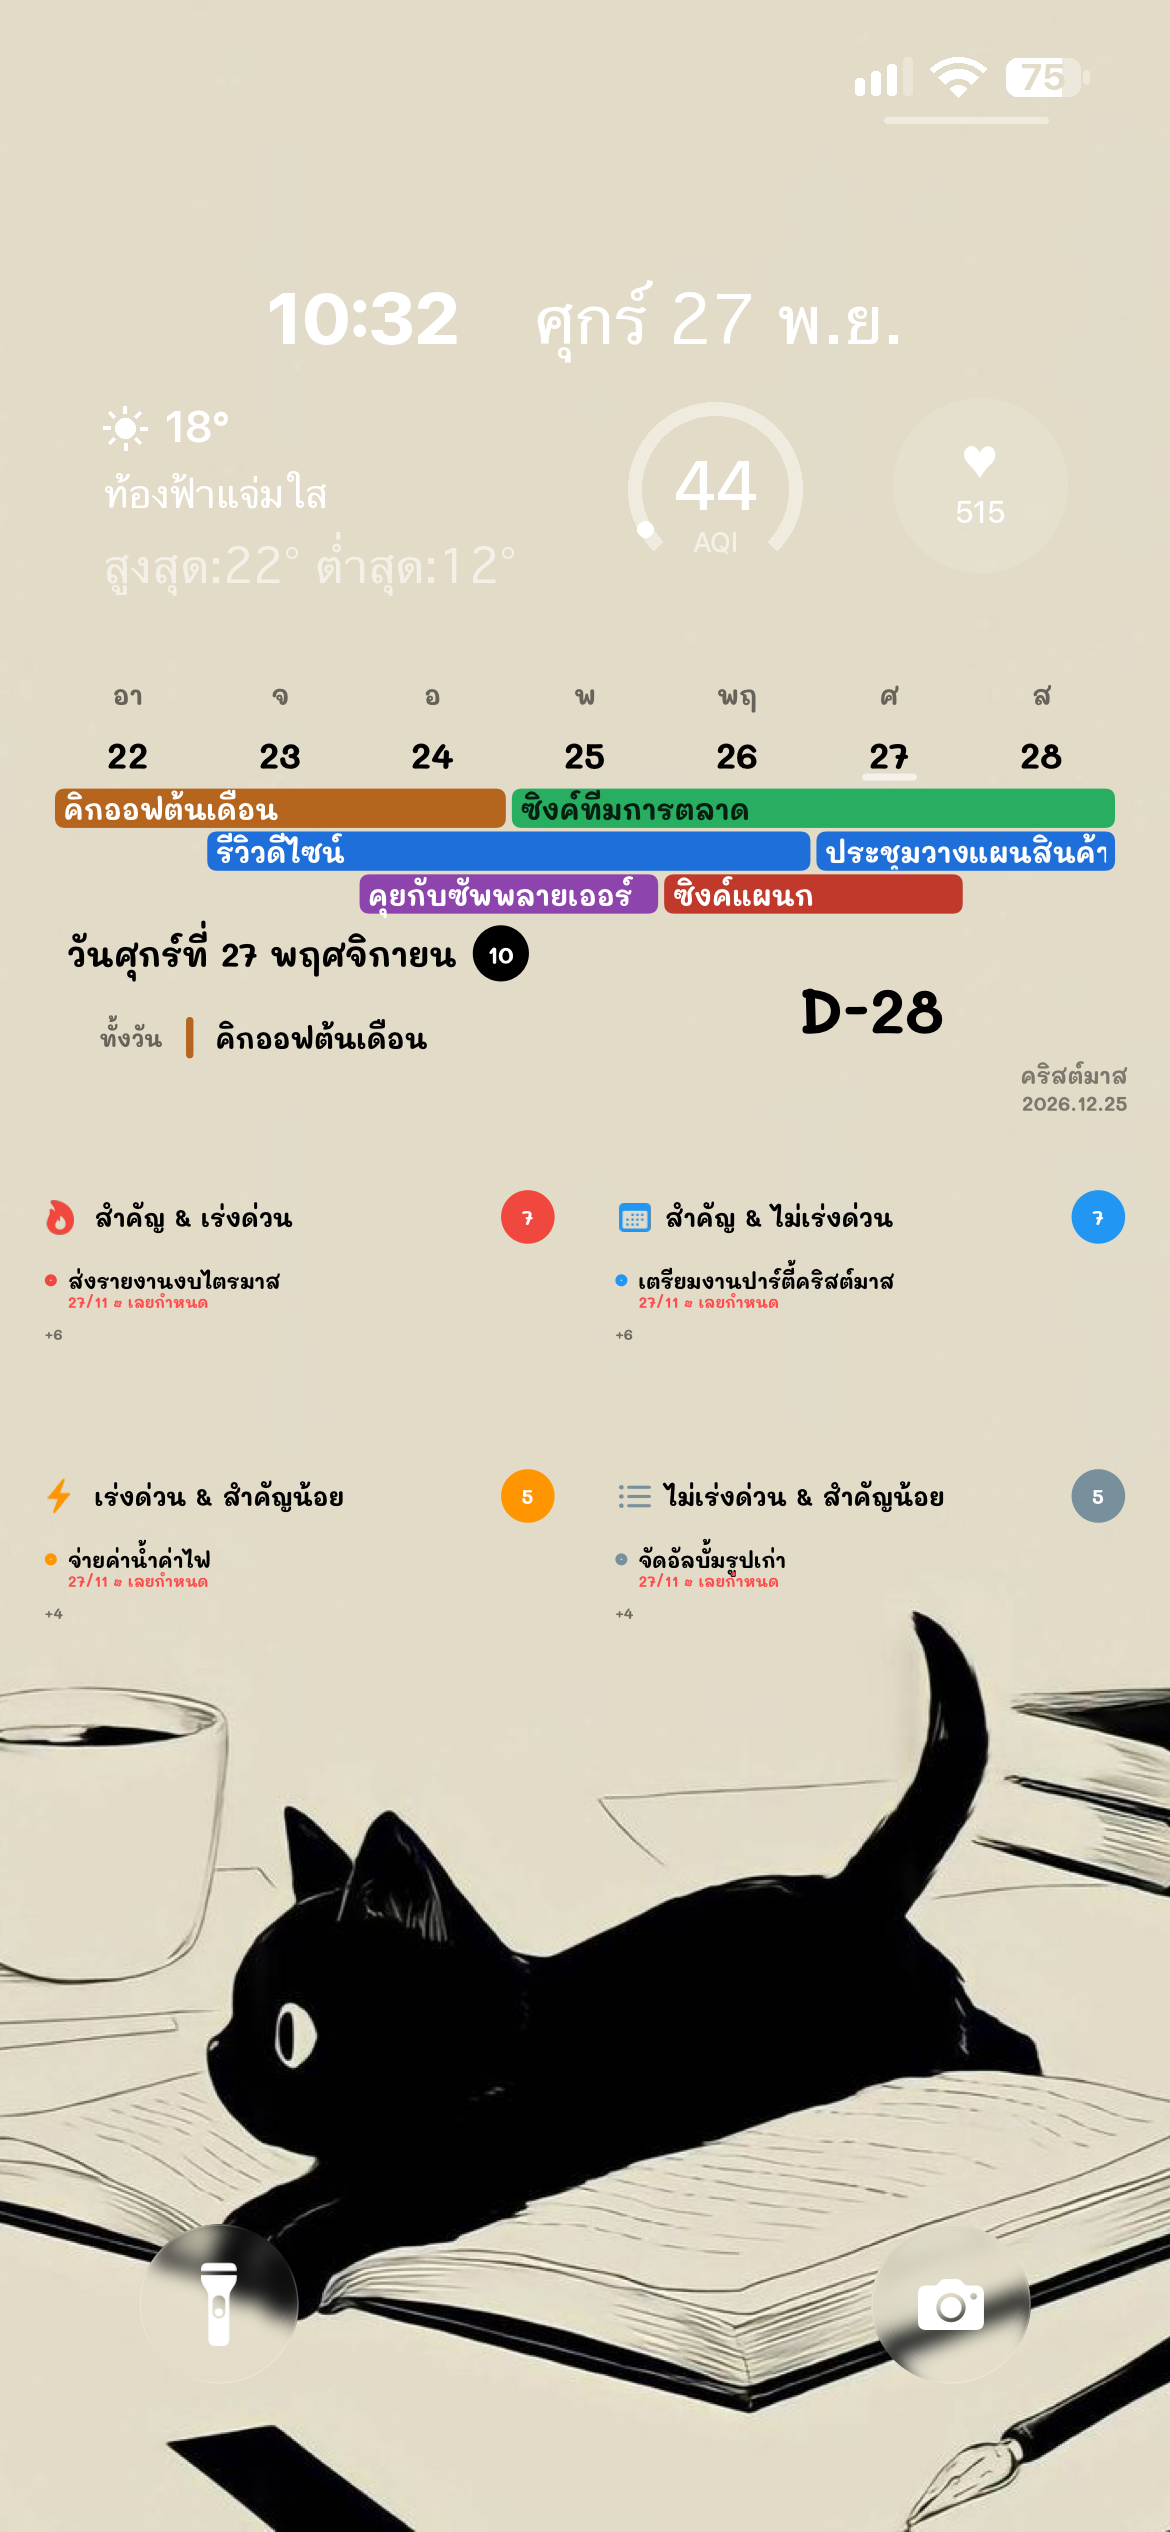 75
10:32 ศุกร์ 27 พ.ย.
18°
ท้องฟ้าแจ่มใส
สูงสุด:22° ต่ำสุด:12°
44
AQI
515
อา จ อ พ พฤ ศ ส
22 23 24 25 26 27 28
คิกออฟต้นเดือน ซิงค์ทีมการตลาด
รีวิวดีไซน์ ประชุมวางแผนสินค้า
คุยกับซัพพลายเออร์ ซิงค์แผนก
วันศุกร์ที่ 27 พฤศจิกายน 10
ทั้งวัน คิกออฟต้นเดือน
D-28
คริสต์มาส
2026.12.25
สำคัญ & เร่งด่วน 7
ส่งรายงานงบไตรมาส
27/11 ฅ เลยกำหนด
+6
สำคัญ & ไม่เร่งด่วน 7
เตรียมงานปาร์ตี้คริสต์มาส
27/11 ฅ เลยกำหนด
+6
เร่งด่วน & สำคัญน้อย 5
จ่ายค่าน้ำค่าไฟ
27/11 ฅ เลยกำหนด
+4
ไม่เร่งด่วน & สำคัญน้อย 5
จัดอัลบั้มรูปเก่า
27/11 ฅ เลยกำหนด
+4